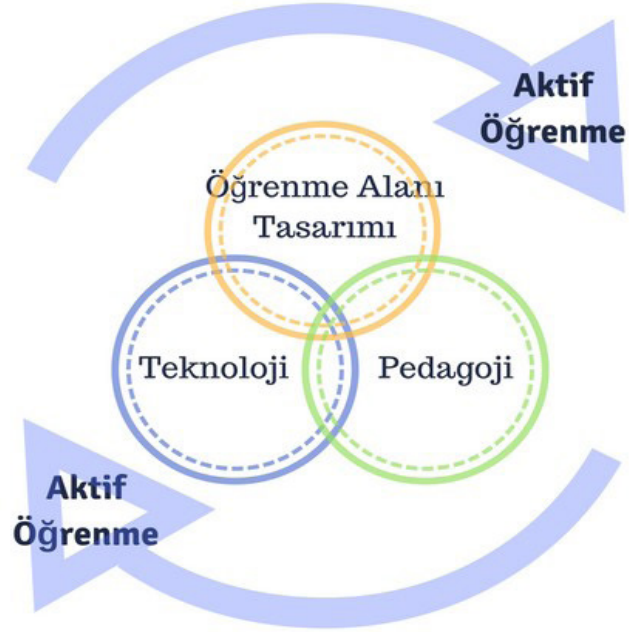 Aktif
Öğrenme
Öğrenme Alanı
Tasarımı
Teknoloji
Pedagoji
Aktif
Öğrenme